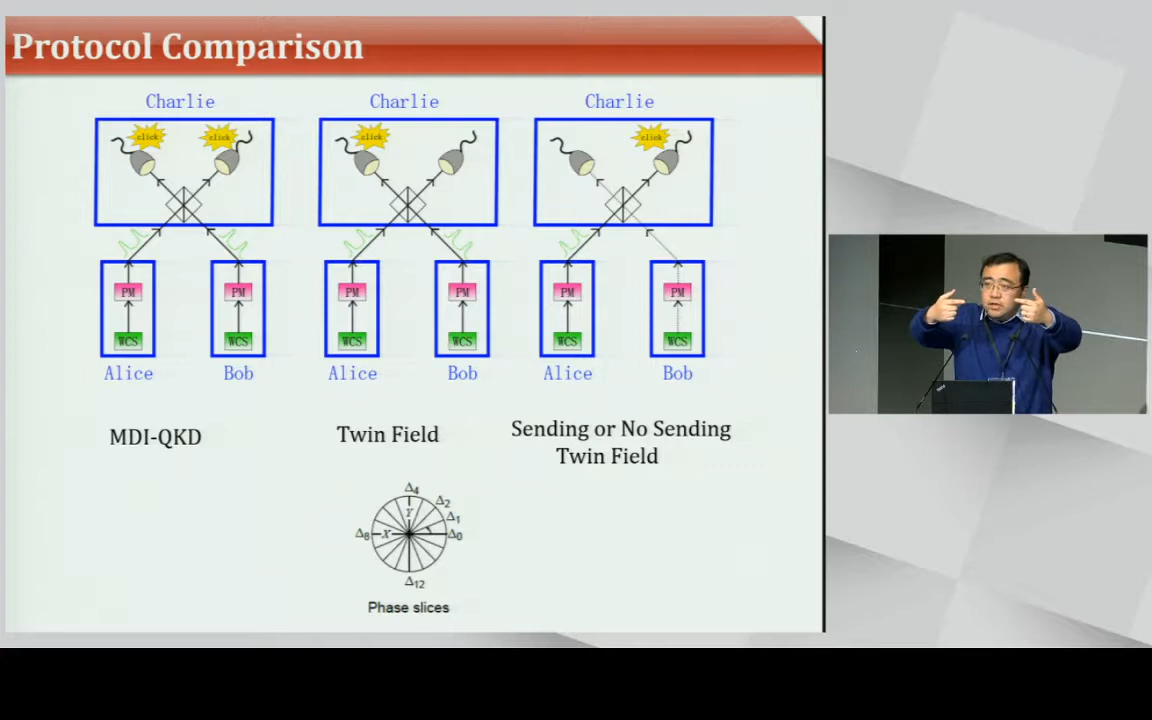 Protocol Comparison
Charlie
Charlie
Charlie
click
click
click
click
PM
PM
PM
PM
PM
PM
WCS
WCS
WCS
WCS
WCS
WCS
Alice
Bob
Alice
Bob
Alice
Bob
MDI-QKD
Twin Field
Sending or No Sending
Twin Field
Δ4
Δ2
Y
Δ1
Δ8
X
Δ0
Δ12
Phase slices